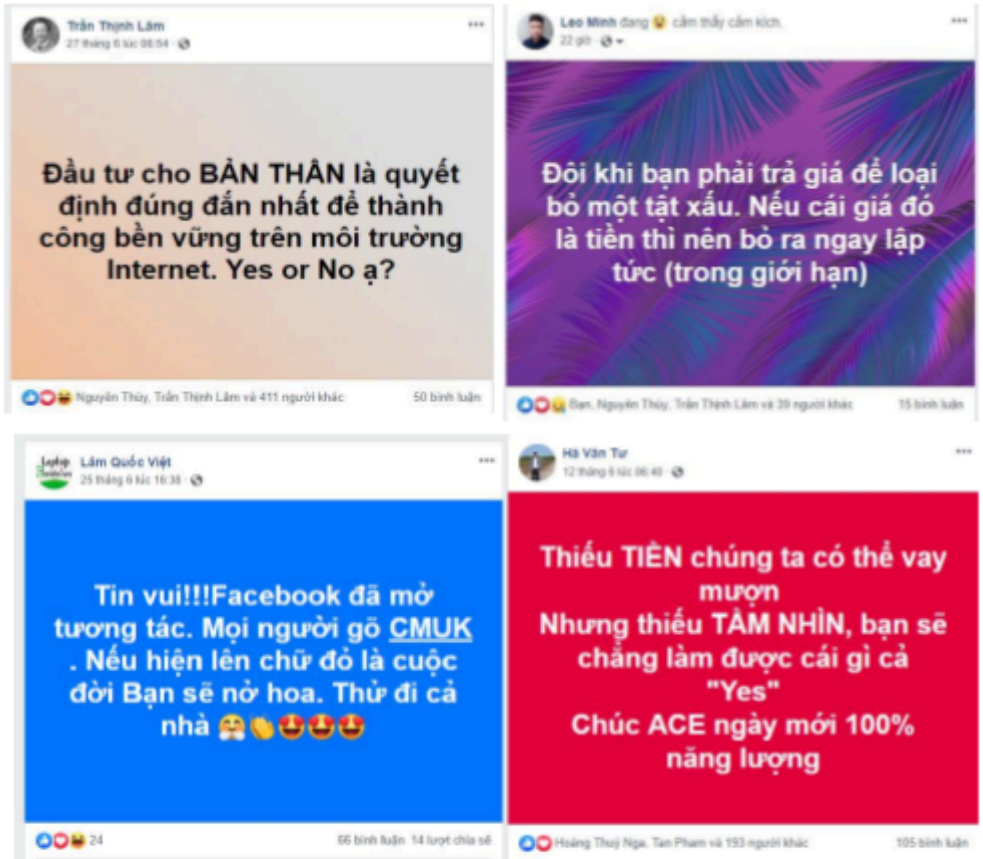 Trần Thịnh Lâm
27 tháng 6 lúc 08:54
Đầu tư cho BẢN THÂN là quyết
định đúng đắn nhất để thành
công bền vững trên môi trường
Internet. Yes or No ạ?
Nguyên Thùy, Trần Thịnh Lâm và 411 người khác
50 bình luận
Leo Minh đang 😮 cảm thấy cảm kích.
22 giờ
Đôi khi bạn phải trả giá để loại
bỏ một tật xấu. Nếu cái giá đó
là tiền thì nên bỏ ra ngay lập
tức (trong giới hạn)
Bạn, Nguyên Thùy, Trần Thịnh Lâm và 39 người khác
15 bình luận
Lâm Quốc Việt
25 tháng 6 lúc 16:38
Tin vui!!!Facebook đã mở
tương tác. Mọi người gõ CMUK
. Nếu hiện lên chữ đỏ là cuộc
đời Bạn sẽ nở hoa. Thử đi cả
nhà 🤗👏🤩🤩🤩
24
66 bình luận 14 lượt chia sẻ
Hà Văn Tư
12 tháng 6 lúc 06:40
Thiếu TIỀN chúng ta có thể vay
mượn
Nhưng thiếu TẦM NHÌN, bạn sẽ
chẳng làm được cái gì cả
"Yes"
Chúc ACE ngày mới 100%
năng lượng
Hoàng Thuý Nga, Tan Pham và 193 người khác
105 bình luận